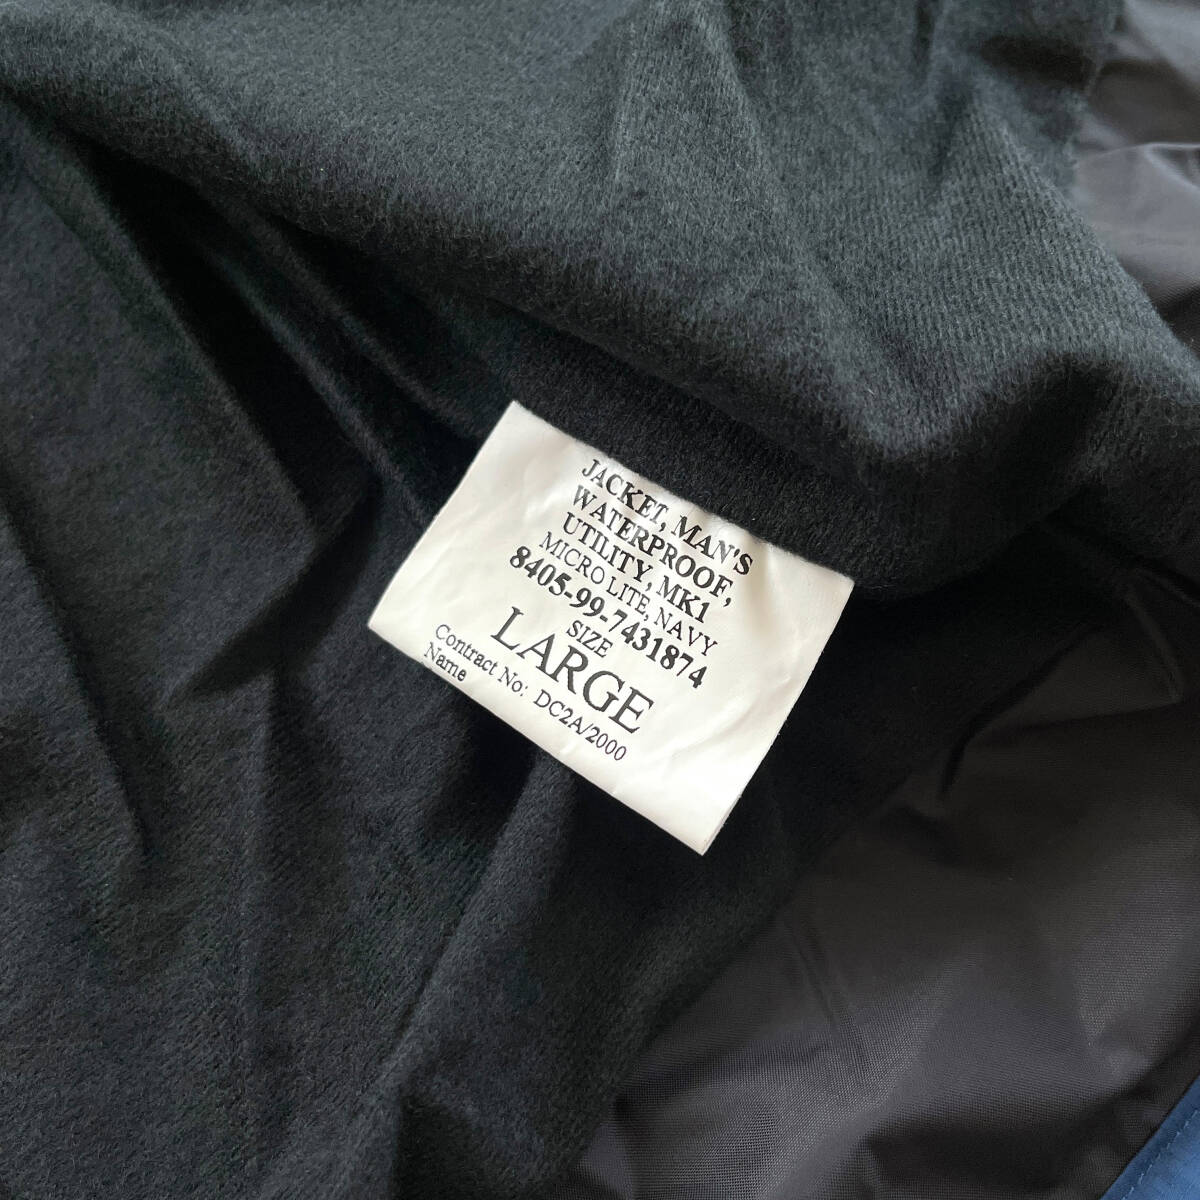 JACKET, MAN'S
WATERPROOF,
UTILITY, MK1
MICRO LITE, NAVY
8405-99-7431874
SIZE
LARGE
Contract No: DC2A/2000
Name